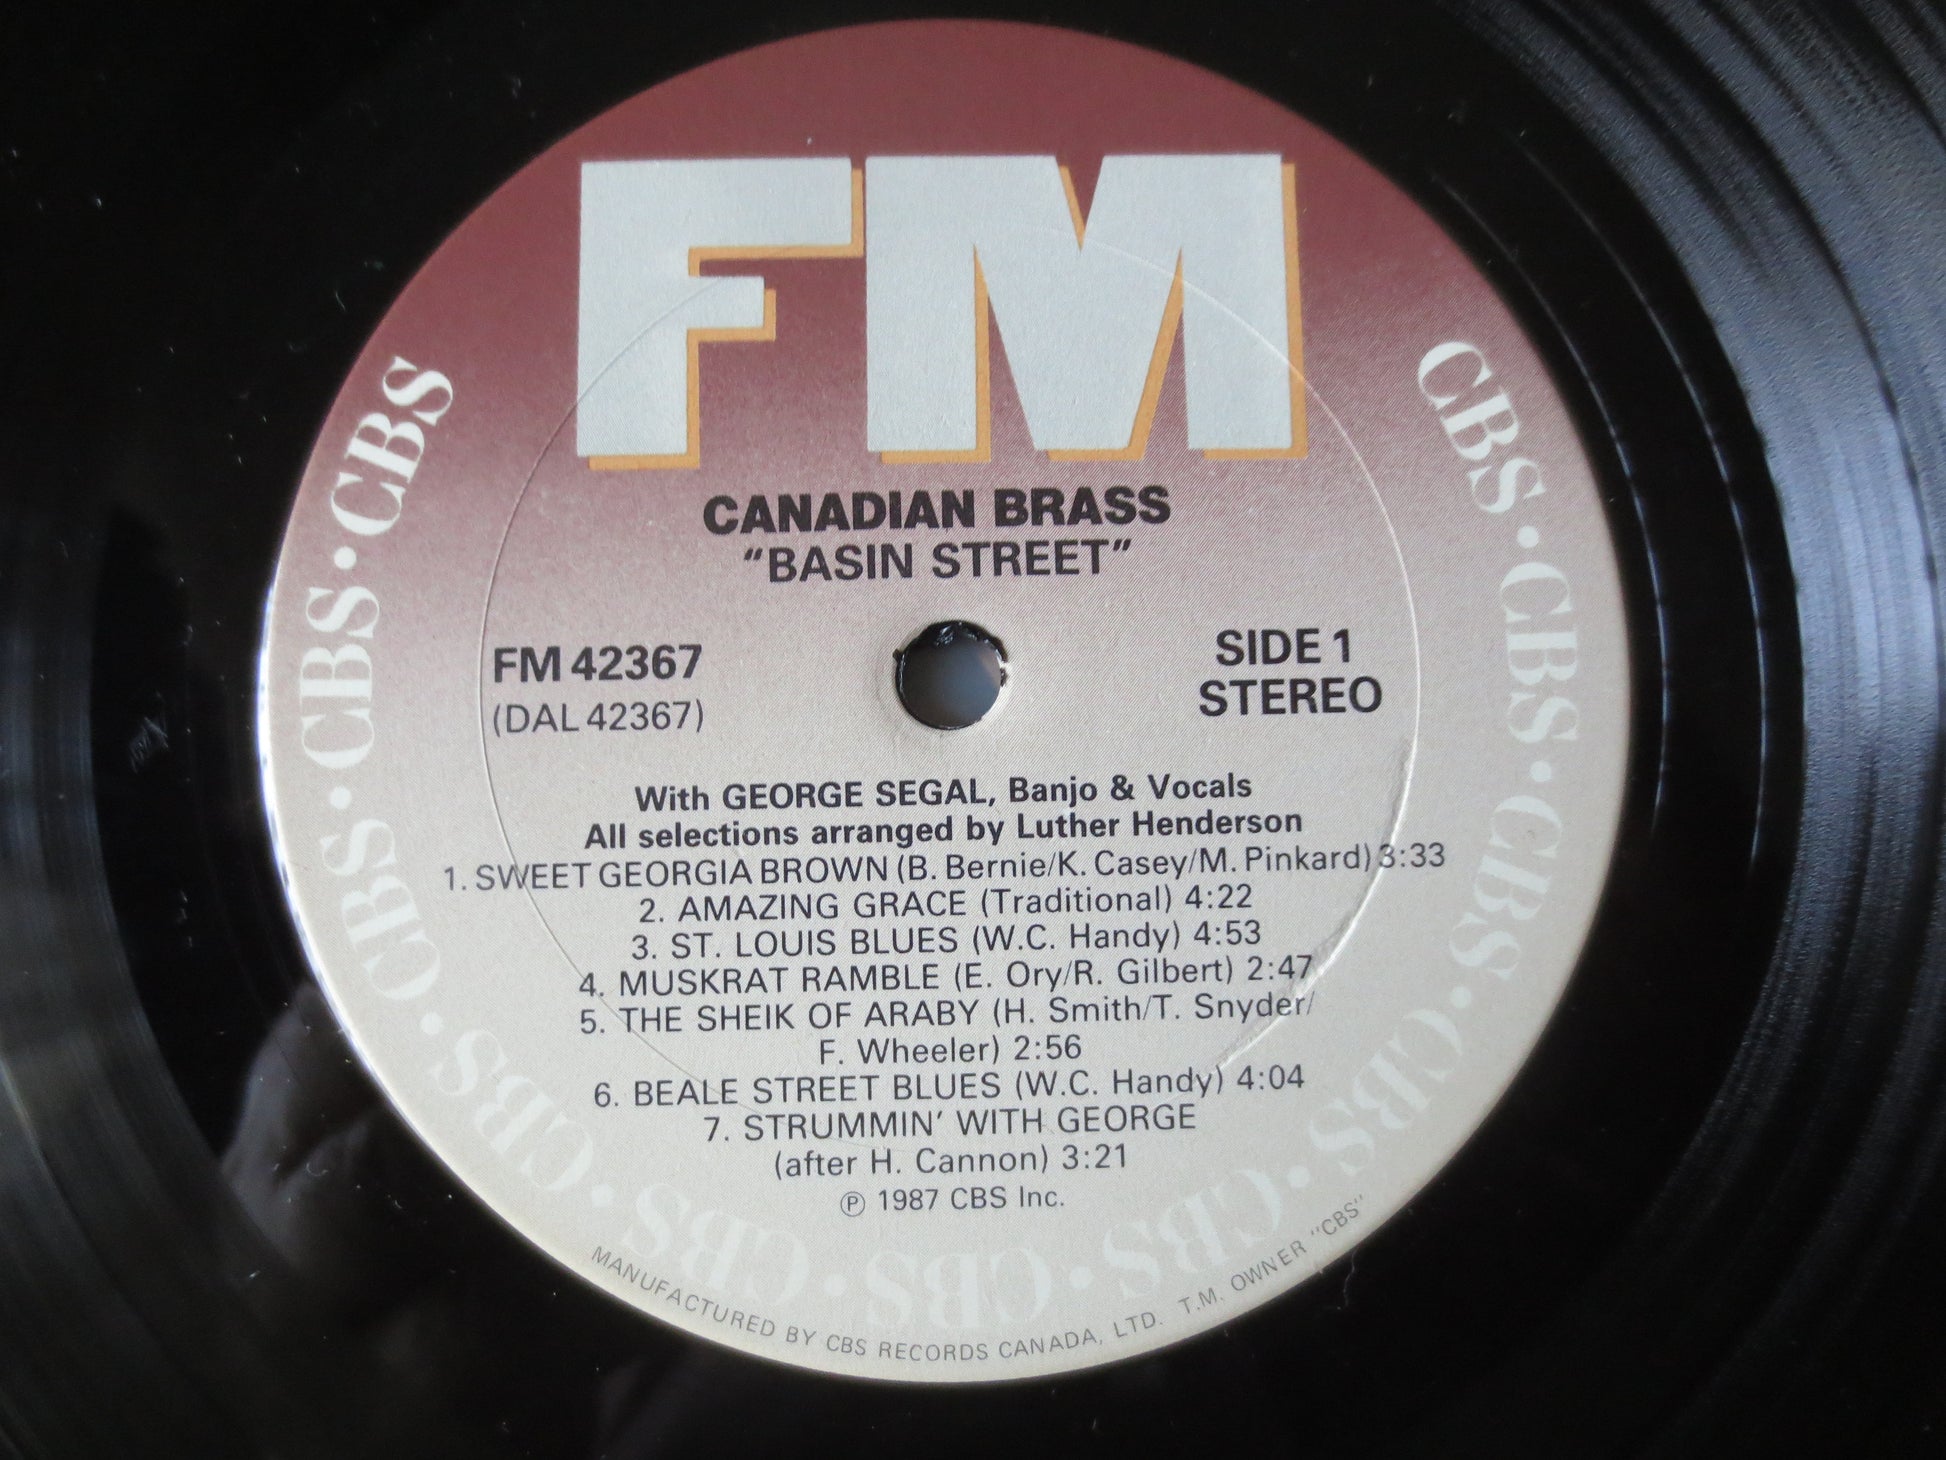 FM
CANADIAN BRASS
"BASIN STREET"
FM 42367
(DAL 42367)
SIDE 1
STEREO
With GEORGE SEGAL, Banjo & Vocals
All selections arranged by Luther Henderson
1. SWEET GEORGIA BROWN (B. Bernie/K. Casey/M. Pinkard) 3:33
2. AMAZING GRACE (Traditional) 4:22
3. ST. LOUIS BLUES (W.C. Handy) 4:53
4. MUSKRAT RAMBLE (E. Ory/R. Gilbert) 2:47
5. THE SHEIK OF ARABY (H. Smith/T. Snyder/
F. Wheeler) 2:56
6. BEALE STREET BLUES (W.C. Handy) 4:04
7. STRUMMIN' WITH GEORGE
(after H. Cannon) 3:21
℗ 1987 CBS Inc.
MANUFACTURED BY CBS RECORDS CANADA, LTD. T.M. OWNER "CBS"
CBS · CBS · CBS · CBS · CBS · CBS · CBS · CBS · CBS · CBS · CBS · CBS · CBS · CBS · CBS · CBS